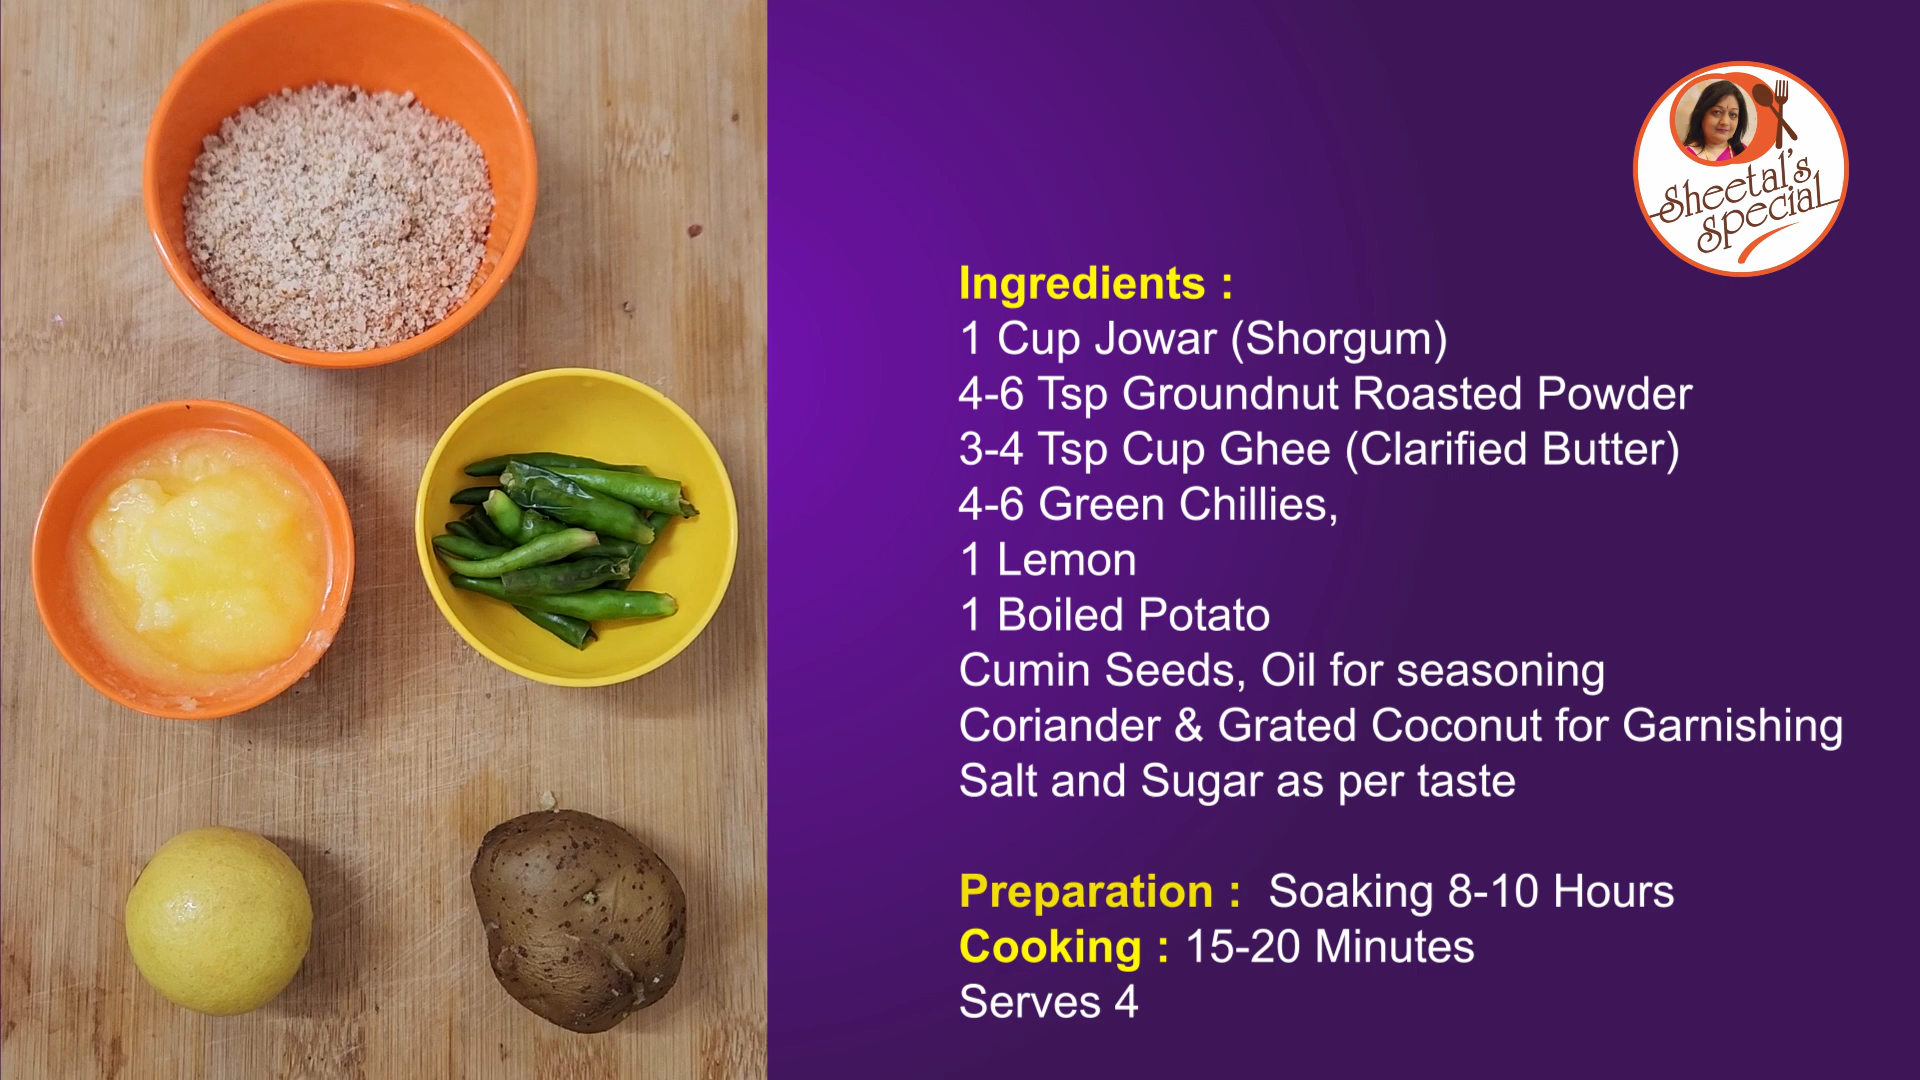 Sheetal's
Special
Ingredients :
1 Cup Jowar (Shorgum)
4-6 Tsp Groundnut Roasted Powder
3-4 Tsp Cup Ghee (Clarified Butter)
4-6 Green Chillies,
1 Lemon
1 Boiled Potato
Cumin Seeds, Oil for seasoning
Coriander & Grated Coconut for Garnishing
Salt and Sugar as per taste
Preparation : Soaking 8-10 Hours
Cooking : 15-20 Minutes
Serves 4